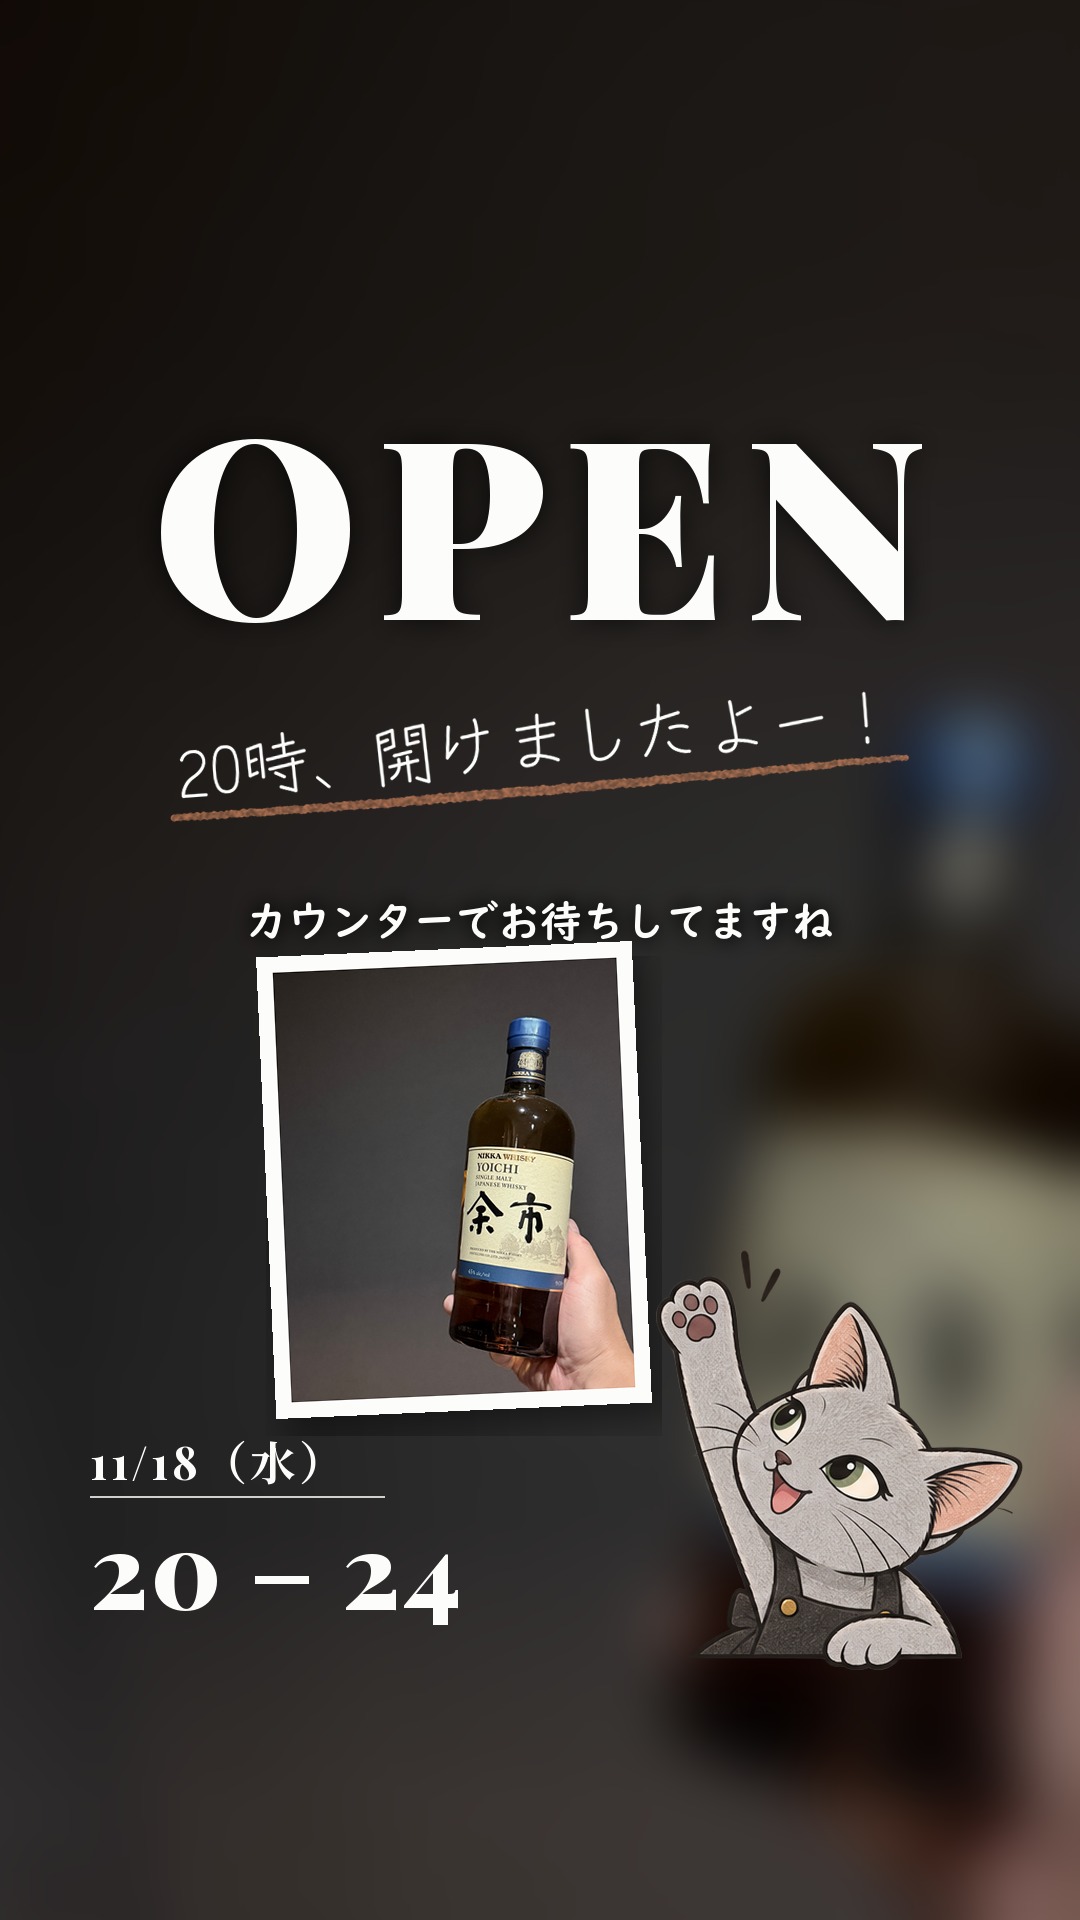 OPEN
20時、開けましたよー！
カウンターでお待ちしてますね
NIKKA WHISKY
YOICHI
SINGLE MALT
JAPANESE WHISKY
余市
11/18（水）
20 – 24